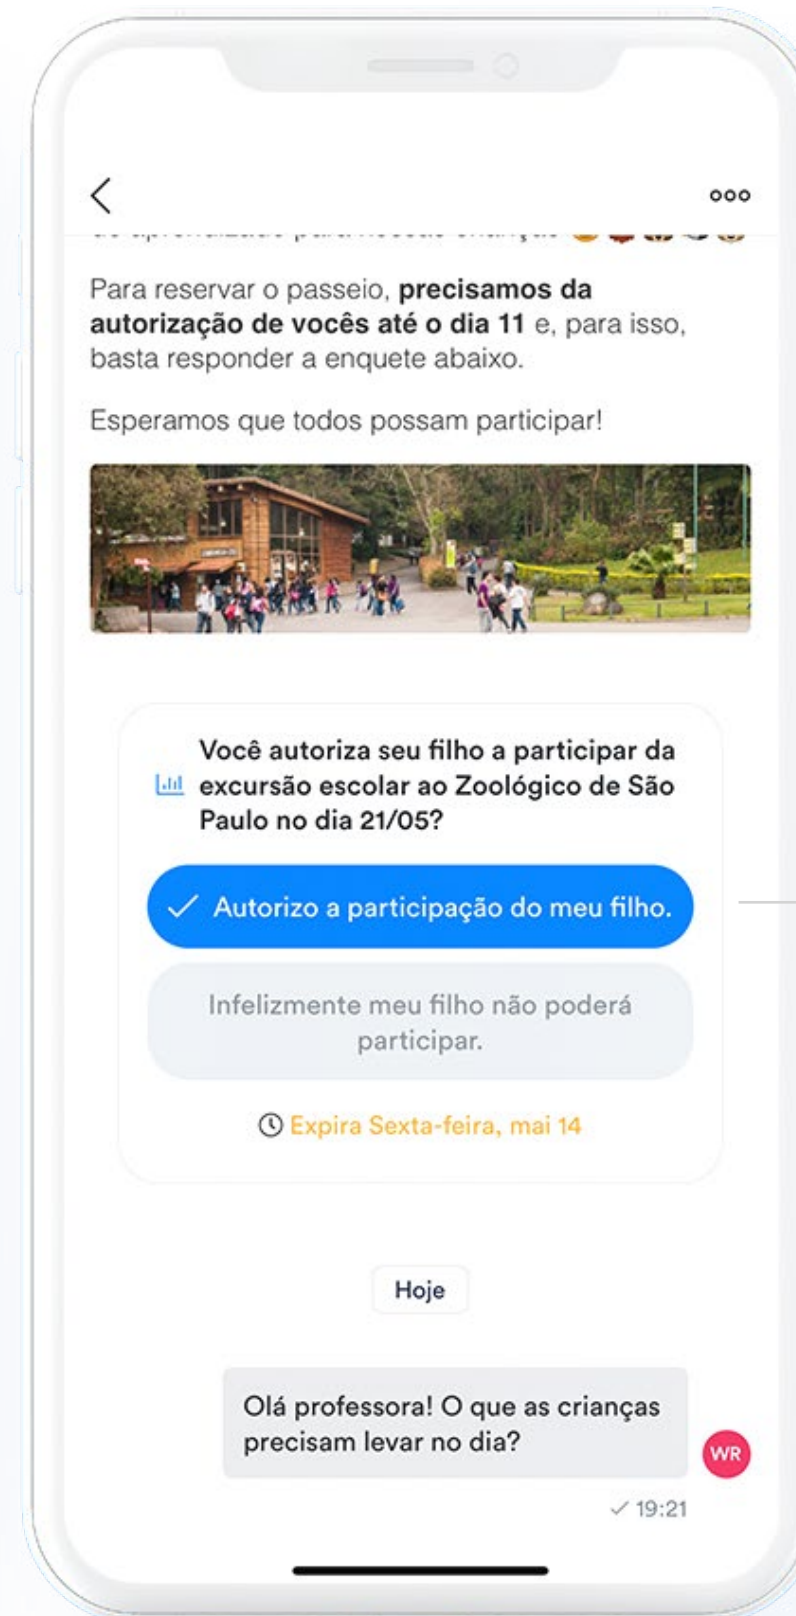 Para reservar o passeio, precisamos da
autorização de vocês até o dia 11 e, para isso,
basta responder a enquete abaixo.
Esperamos que todos possam participar!
Você autoriza seu filho a participar da
excursão escolar ao Zoológico de São
Paulo no dia 21/05?
Autorizo a participação do meu filho.
Infelizmente meu filho não poderá
participar.
Expira Sexta-feira, mai 14
Hoje
Olá professora! O que as crianças
precisam levar no dia?
WR
19:21